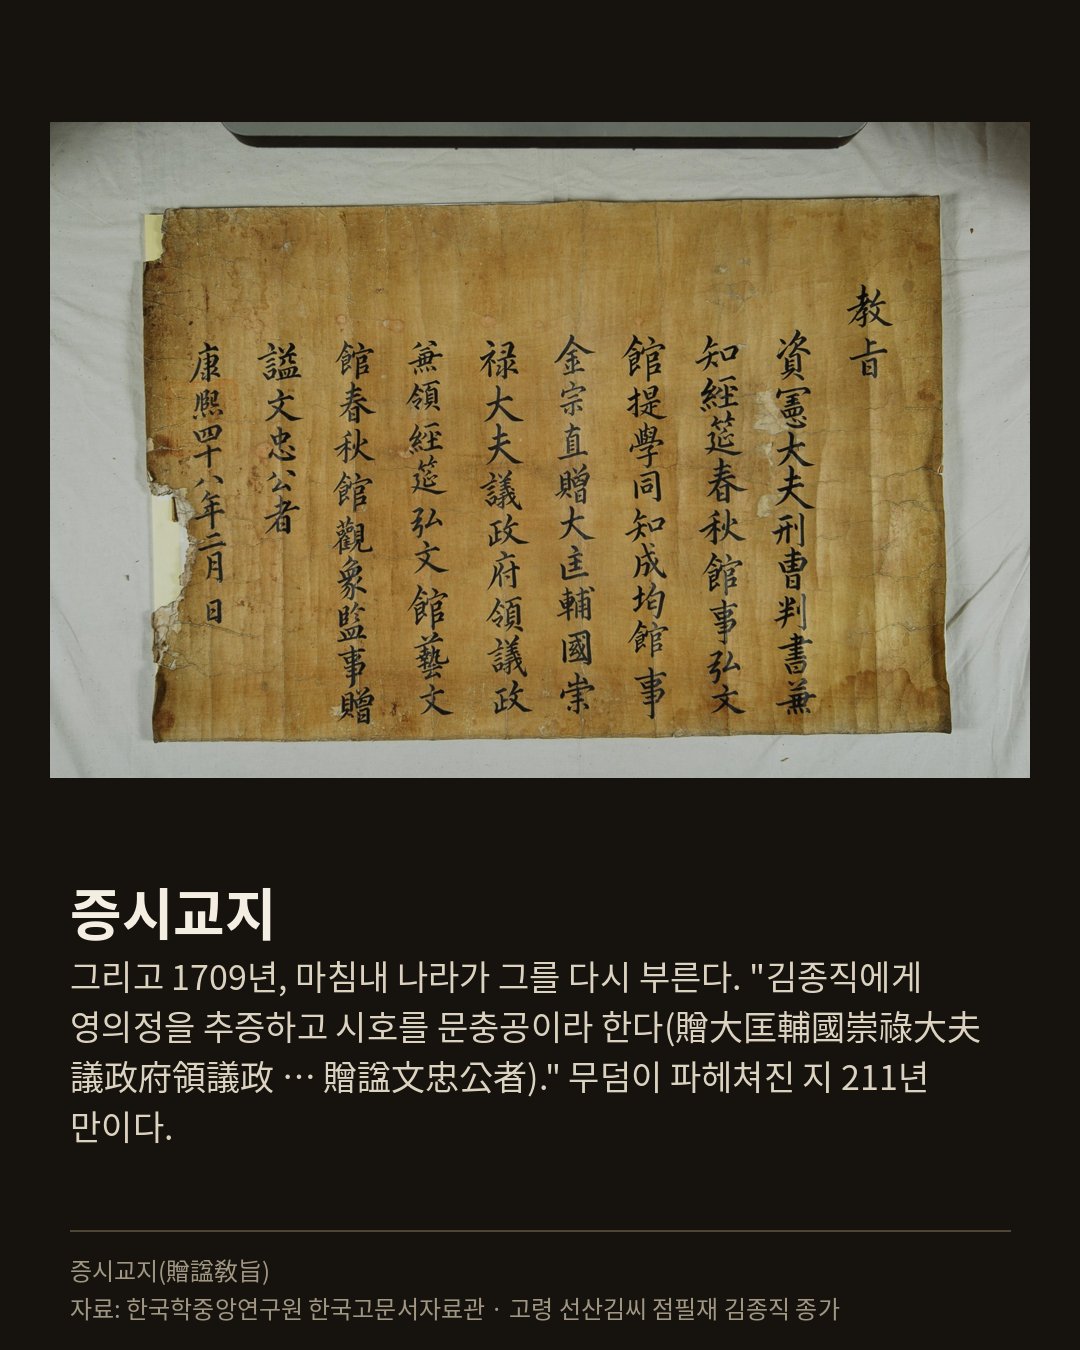 教旨
資憲大夫刑曹判書兼
知經筵春秋館事弘文
館提學同知成均館事
金宗直贈大匡輔國崇
禄大夫議政府領議政
兼領經筵弘文館藝文
館春秋館觀象監事贈
諡文忠公者
康熙四十八年二月 日
증시교지
그리고 1709년, 마침내 나라가 그를 다시 부른다. "김종직에게
영의정을 추증하고 시호를 문충공이라 한다(贈大匡輔國崇祿大夫
議政府領議政 … 贈諡文忠公者)." 무덤이 파헤쳐진 지 211년
만이다.
증시교지(贈諡敎旨)
자료: 한국학중앙연구원 한국고문서자료관 · 고령 선산김씨 점필재 김종직 종가